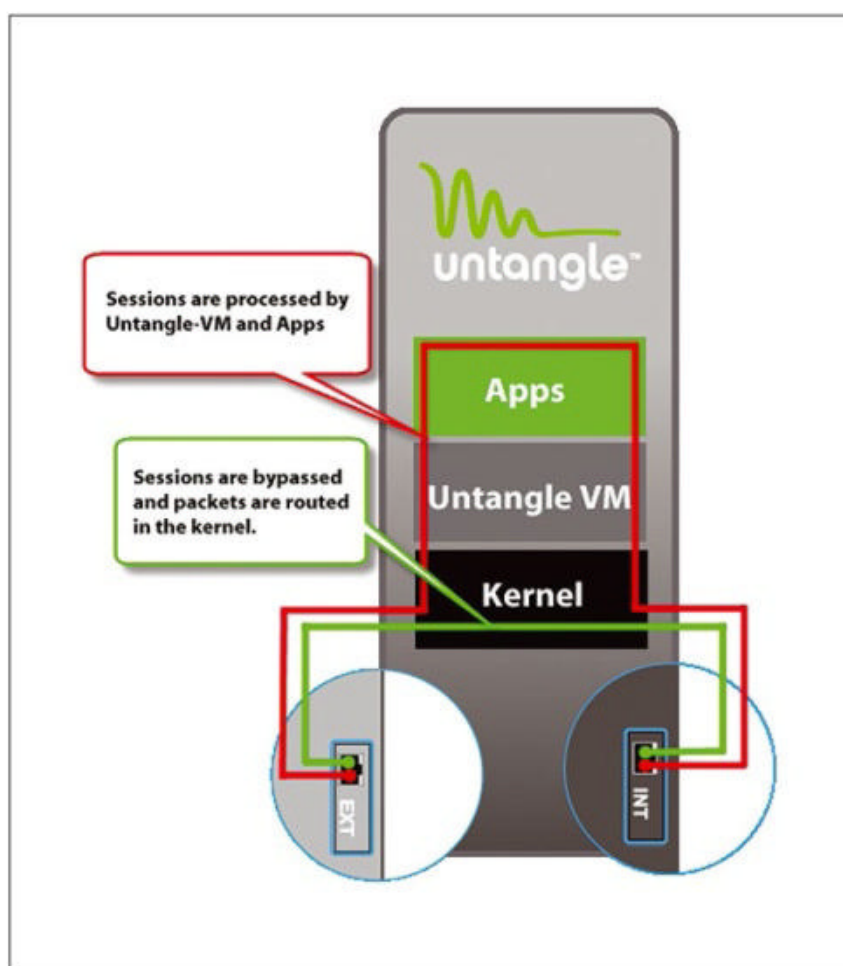 untangle™
Sessions are processed by
Untangle-VM and Apps
Apps
Sessions are bypassed
and packets are routed
in the kernel.
Untangle VM
Kernel
EXT
INT